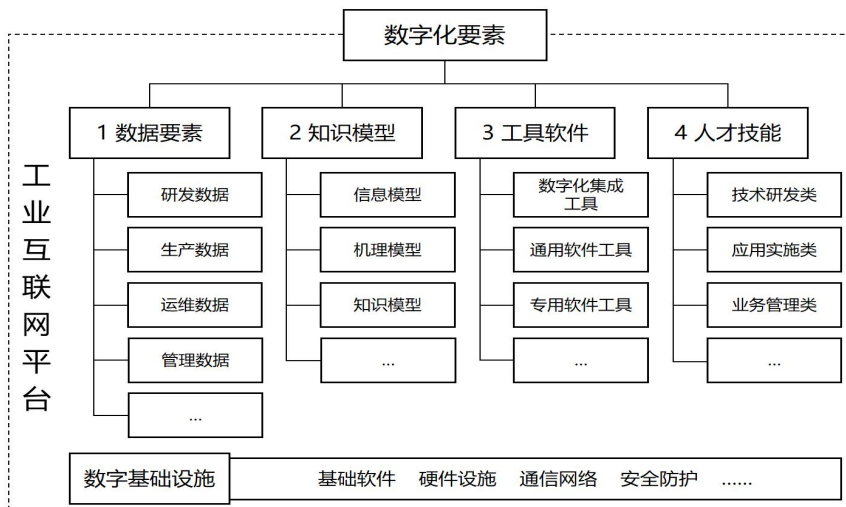 数字化要素
1 数据要素
2 知识模型
3 工具软件
4 人才技能
工业互联网平台
研发数据
生产数据
运维数据
管理数据
...
信息模型
机理模型
知识模型
...
数字化集成
工具
通用软件工具
专用软件工具
...
技术研发类
应用实施类
业务管理类
...
数字基础设施
基础软件 硬件设施 通信网络 安全防护 ......